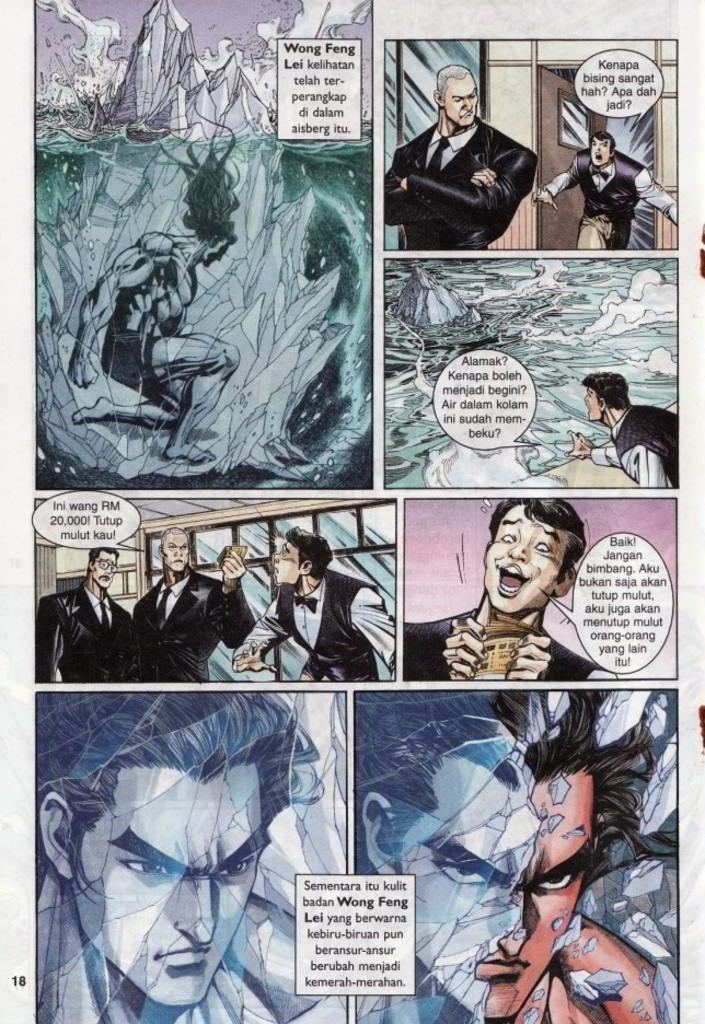 Wong Feng
Lei kelihatan
telah ter-
perangkap
di dalam
aisberg itu.
Kenapa
bising sangat
hah? Apa dah
jadi?
Alamak?
Kenapa boleh
menjadi begini?
Air dalam kolam
ini sudah mem-
beku?
Ini wang RM
20,000! Tutup
mulut kau!
Baik!
Jangan
bimbang. Aku
bukan saja akan
tutup mulut,
aku juga akan
menutup mulut
orang-orang
yang lain
itu!
Sementara itu kulit
badan Wong Feng
Lei yang berwarna
kebiru-biruan pun
beransur-ansur
berubah menjadi
kemerah-merahan.
18